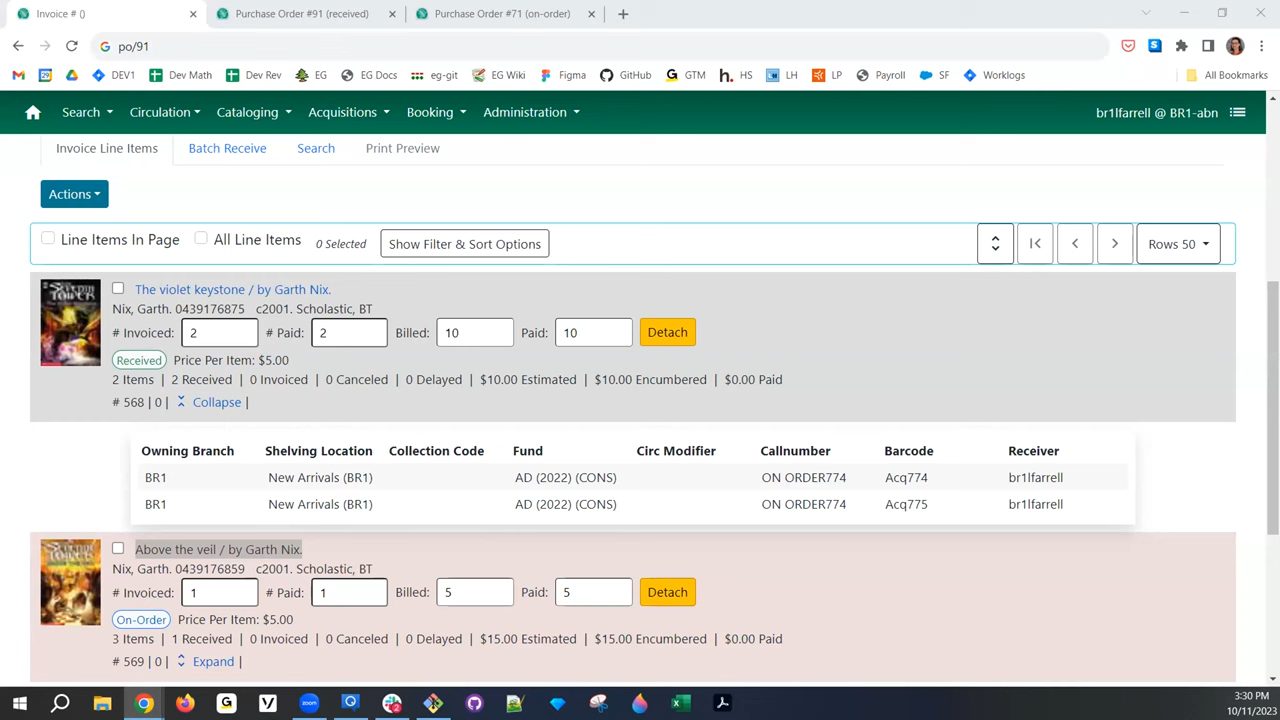 Invoice # () Purchase Order #91 (received) Purchase Order #71 (on-order)
po/91
DEV1 Dev Math Dev Rev EG EG Docs eg-git EG Wiki Figma GitHub GTM HS LH LP Payroll SF Worklogs All Bookmarks
Search Circulation Cataloging Acquisitions Booking Administration br1lfarrell @ BR1-abn
Invoice Line Items Batch Receive Search Print Preview
Actions
Line Items In Page All Line Items 0 Selected Show Filter & Sort Options Rows 50
The violet keystone / by Garth Nix.
Nix, Garth. 0439176875 c2001. Scholastic, BT
# Invoiced: 2 # Paid: 2 Billed: 10 Paid: 10 Detach
Received Price Per Item: $5.00
2 Items | 2 Received | 0 Invoiced | 0 Canceled | 0 Delayed | $10.00 Estimated | $10.00 Encumbered | $0.00 Paid
# 568 | 0 | Collapse |
Owning Branch Shelving Location Collection Code Fund Circ Modifier Callnumber Barcode Receiver
BR1 New Arrivals (BR1) AD (2022) (CONS) ON ORDER774 Acq774 br1lfarrell
BR1 New Arrivals (BR1) AD (2022) (CONS) ON ORDER774 Acq775 br1lfarrell
Above the veil / by Garth Nix.
Nix, Garth. 0439176859 c2001. Scholastic, BT
# Invoiced: 1 # Paid: 1 Billed: 5 Paid: 5 Detach
On-Order Price Per Item: $5.00
3 Items | 1 Received | 0 Invoiced | 0 Canceled | 0 Delayed | $15.00 Estimated | $15.00 Encumbered | $0.00 Paid
# 569 | 0 | Expand |
3:30 PM
10/11/2023